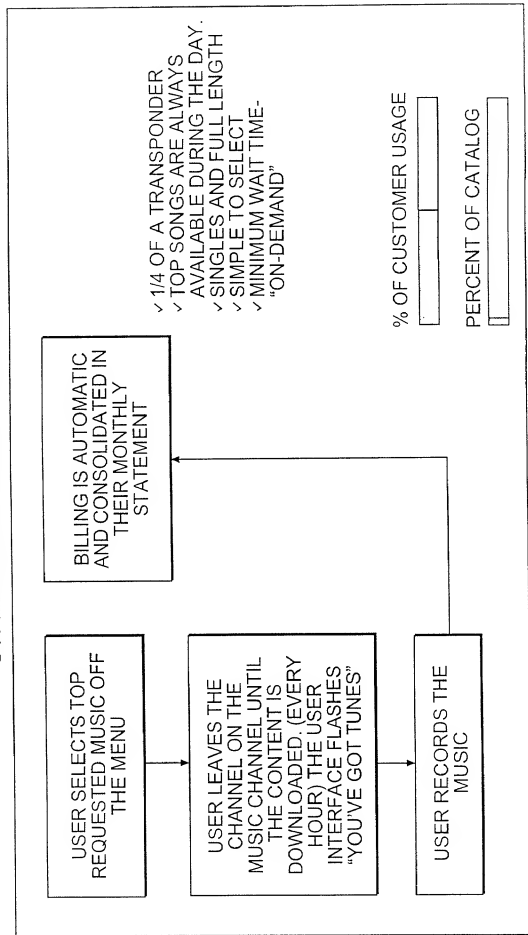 USER SELECTS TOP
REQUESTED MUSIC OFF
THE MENU
USER LEAVES THE
CHANNEL ON THE
MUSIC CHANNEL UNTIL
THE CONTENT IS
DOWNLOADED. (EVERY
HOUR) THE USER
INTERFACE FLASHES
"YOU'VE GOT TUNES"
USER RECORDS THE
MUSIC
BILLING IS AUTOMATIC
AND CONSOLIDATED IN
THEIR MONTHLY
STATEMENT
✓ 1/4 OF A TRANSPONDER
✓ TOP SONGS ARE ALWAYS
AVAILABLE DURING THE DAY.
✓ SINGLES AND FULL LENGTH
✓ SIMPLE TO SELECT
✓ MINIMUM WAIT TIME-
"ON-DEMAND"
% OF CUSTOMER USAGE
PERCENT OF CATALOG